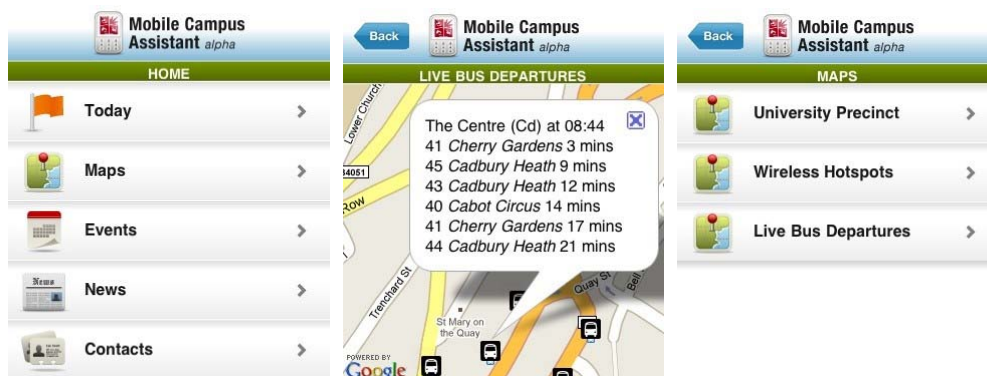 Mobile Campus
Assistant alpha
HOME
Today
Maps
Events
News
News
Contacts
Back
Mobile Campus
Assistant alpha
LIVE BUS DEPARTURES
Lower Church
The Centre (Cd) at 08:44
41 Cherry Gardens 3 mins
45 Cadbury Heath 9 mins
43 Cadbury Heath 12 mins
40 Cabot Circus 14 mins
41 Cherry Gardens 17 mins
44 Cadbury Heath 21 mins
Row
Trenchard St
Quay St
Bell
St Mary on
the Quay
POWERED BY
Google
Back
Mobile Campus
Assistant alpha
MAPS
University Precinct
Wireless Hotspots
Live Bus Departures